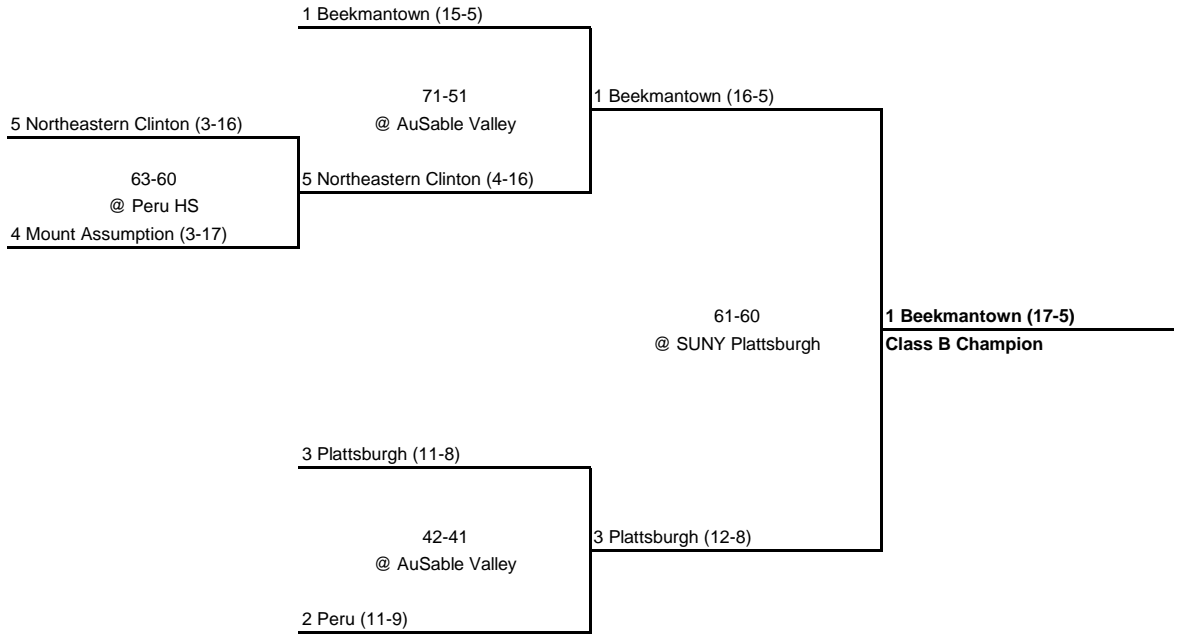 1 Beekmantown (15-5)
71-51
@ AuSable Valley
1 Beekmantown (16-5)
5 Northeastern Clinton (3-16)
63-60
@ Peru HS
5 Northeastern Clinton (4-16)
4 Mount Assumption (3-17)
61-60
@ SUNY Plattsburgh
1 Beekmantown (17-5)
Class B Champion
3 Plattsburgh (11-8)
42-41
@ AuSable Valley
3 Plattsburgh (12-8)
2 Peru (11-9)